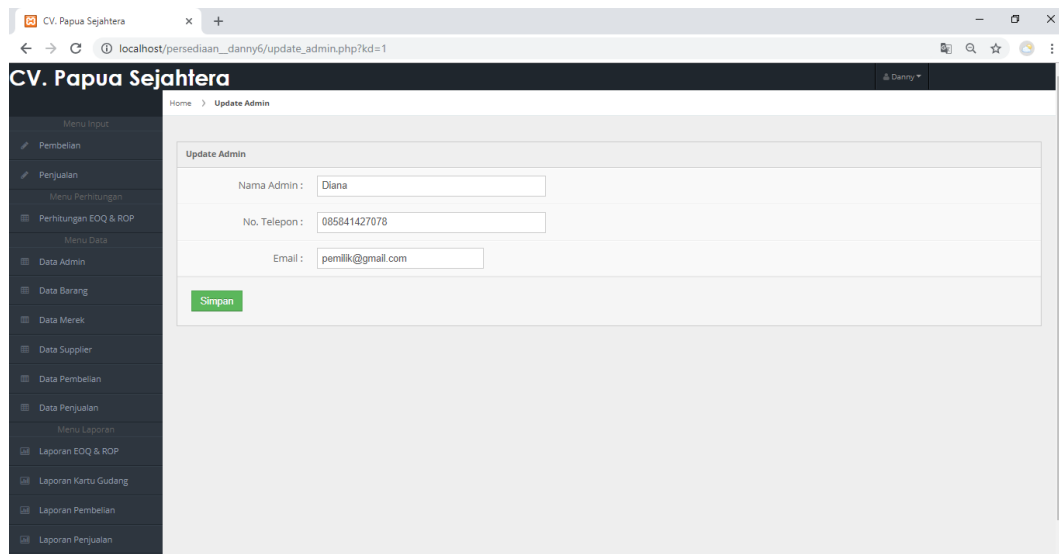 CV. Papua Sejahtera
localhost/persediaan__danny6/update_admin.php?kd=1
CV. Papua Sejahtera
Danny
Home > Update Admin
Menu Input
Pembelian
Penjualan
Menu Perhitungan
Perhitungan EOQ & ROP
Menu Data
Data Admin
Data Barang
Data Merek
Data Supplier
Data Pembelian
Data Penjualan
Menu Laporan
Laporan EOQ & ROP
Laporan Kartu Gudang
Laporan Pembelian
Laporan Penjualan
Update Admin
Nama Admin : Diana
No. Telepon : 085841427078
Email : pemilik@gmail.com
Simpan